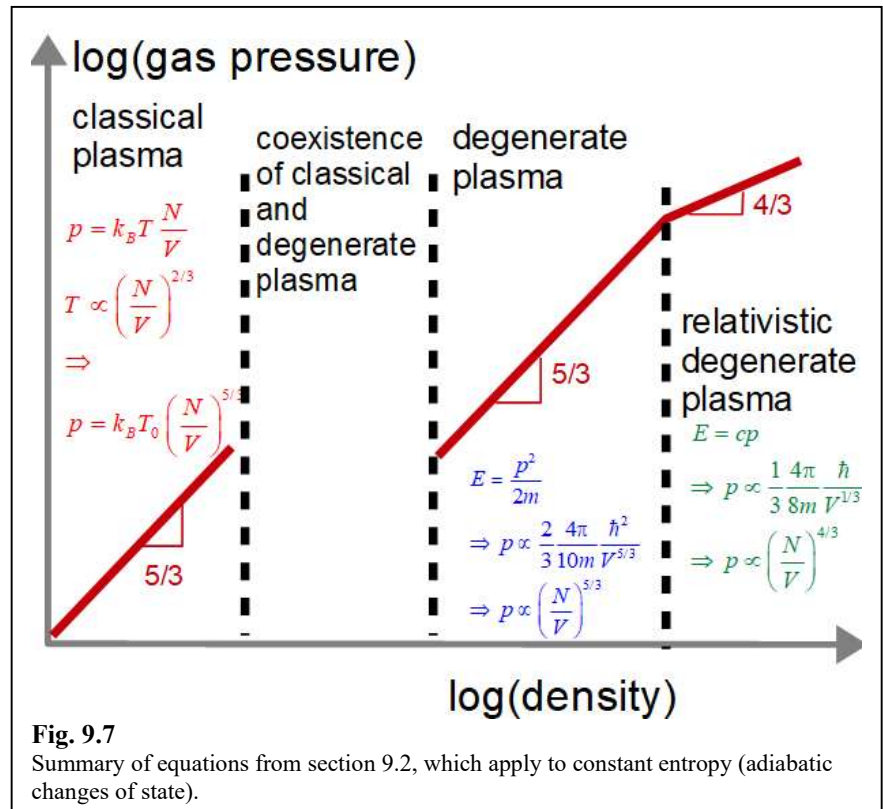 log(gas pressure)
classical
plasma
p = k_B T N/V
T ∝ (N/V)^{2/3}
⇒
p = k_B T_0 (N/V)^{5/3}
5/3
coexistence
of classical
and
degenerate
plasma
degenerate
plasma
5/3
E = p²/2m
⇒ p ∝ 2/3 4π/10m ℏ²/V^{5/3}
⇒ p ∝ (N/V)^{5/3}
4/3
relativistic
degenerate
plasma
E = cp
⇒ p ∝ 1/3 4π/8m ℏ/V^{1/3}
⇒ p ∝ (N/V)^{4/3}
log(density)
Fig. 9.7
Summary of equations from section 9.2, which apply to constant entropy (adiabatic
changes of state).